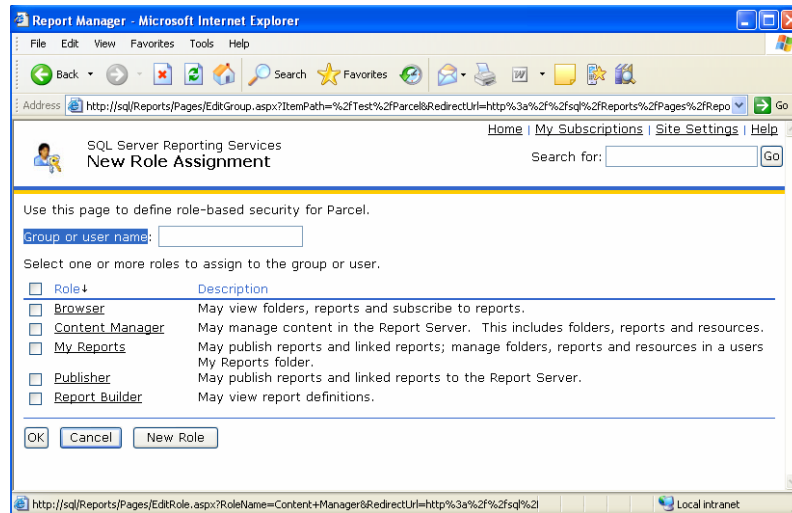 Report Manager - Microsoft Internet Explorer
File Edit View Favorites Tools Help
Back Search Favorites
Address http://sql/Reports/Pages/EditGroup.aspx?ItemPath=%2fTest%2fParcel&RedirectUrl=http%3a%2f%2fsql%2fReports%2fPages%2fRepo Go
Home | My Subscriptions | Site Settings | Help
SQL Server Reporting Services
New Role Assignment
Search for: Go
Use this page to define role-based security for Parcel.
Group or user name:
Select one or more roles to assign to the group or user.
Role↓ Description
Browser May view folders, reports and subscribe to reports.
Content Manager May manage content in the Report Server. This includes folders, reports and resources.
My Reports May publish reports and linked reports; manage folders, reports and resources in a users
My Reports folder.
Publisher May publish reports and linked reports to the Report Server.
Report Builder May view report definitions.
OK Cancel New Role
http://sql/Reports/Pages/EditRole.aspx?RoleName=Content+Manager&RedirectUrl=http%3a%2f%2fsql%2f Local intranet